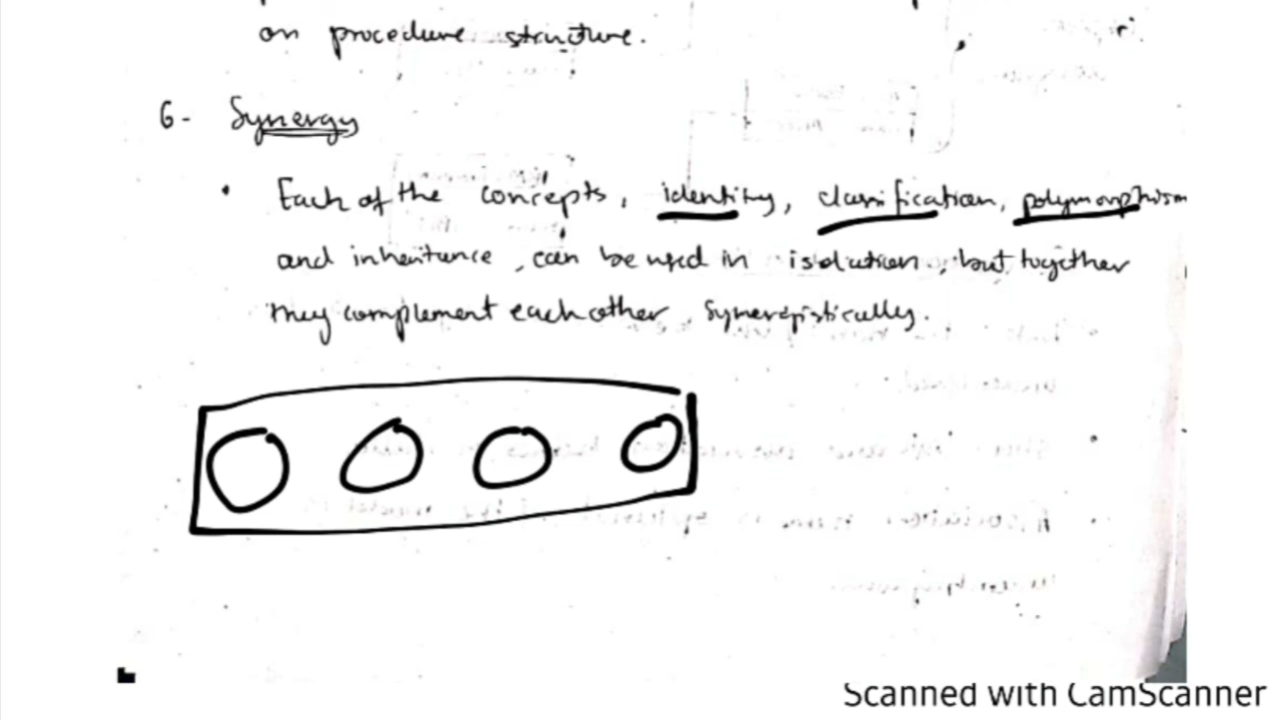 on procedure structure.
6- Synergy
• Each of the concepts, identity, classification, polymorphism
and inheritance, can be used in isolation, but together
they complement each other synergistically.
Scanned with CamScanner